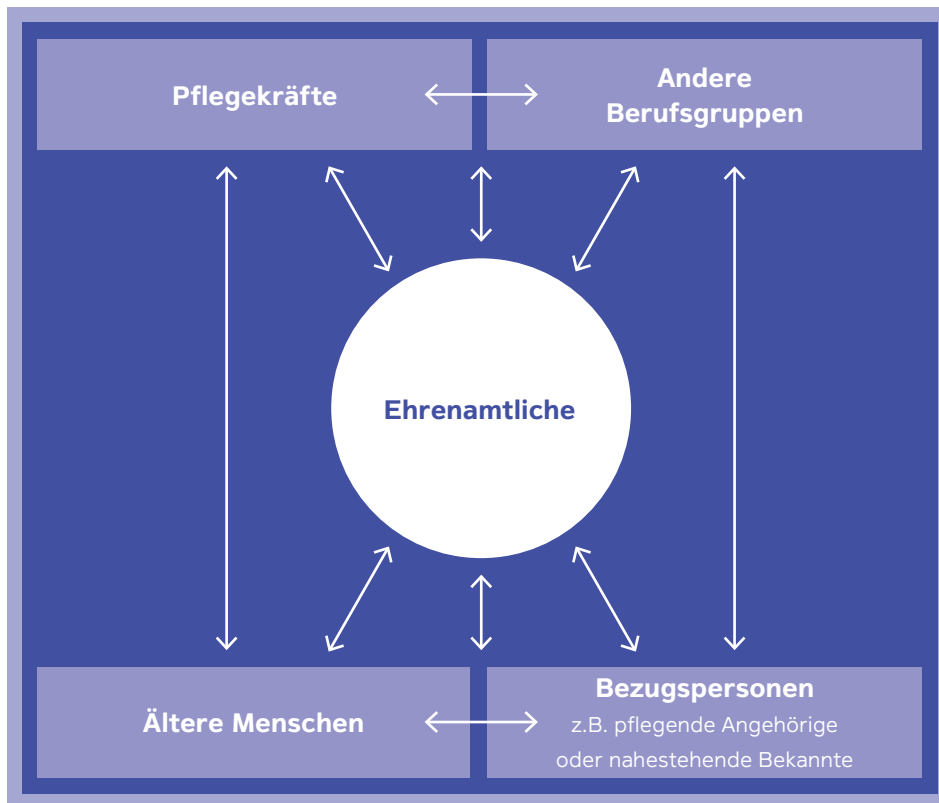 Pflegekräfte
Andere
Berufsgruppen
Ehrenamtliche
Ältere Menschen
Bezugspersonen
z.B. pflegende Angehörige
oder nahestehende Bekannte